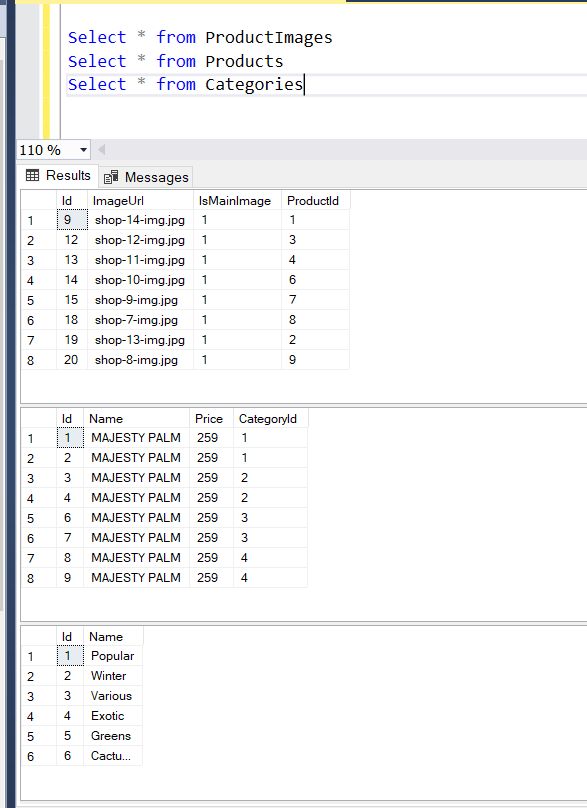 Select * from ProductImages
Select * from Products
Select * from Categories
110 %
Results Messages
Id ImageUrl IsMainImage ProductId
1 9 shop-14-img.jpg 1 1
2 12 shop-12-img.jpg 1 3
3 13 shop-11-img.jpg 1 4
4 14 shop-10-img.jpg 1 6
5 15 shop-9-img.jpg 1 7
6 18 shop-7-img.jpg 1 8
7 19 shop-13-img.jpg 1 2
8 20 shop-8-img.jpg 1 9
Id Name Price CategoryId
1 1 MAJESTY PALM 259 1
2 2 MAJESTY PALM 259 1
3 3 MAJESTY PALM 259 2
4 4 MAJESTY PALM 259 2
5 6 MAJESTY PALM 259 3
6 7 MAJESTY PALM 259 3
7 8 MAJESTY PALM 259 4
8 9 MAJESTY PALM 259 4
Id Name
1 1 Popular
2 2 Winter
3 3 Various
4 4 Exotic
5 5 Greens
6 6 Cactu...